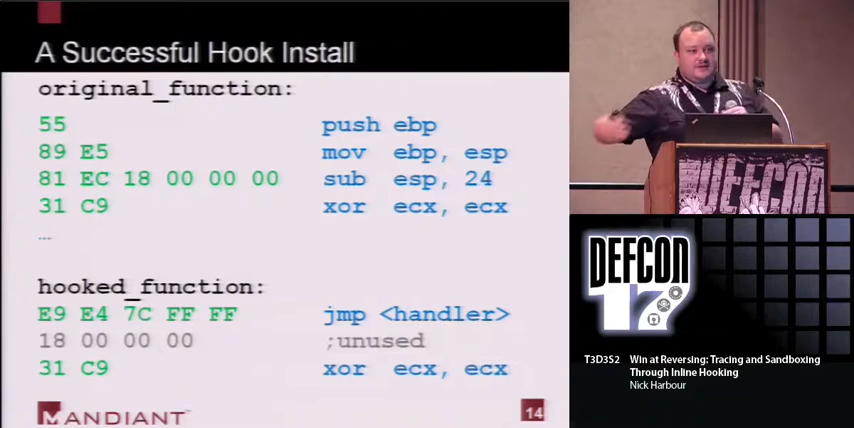 A Successful Hook Install
original_function:
55 push ebp
89 E5 mov ebp, esp
81 EC 18 00 00 00 sub esp, 24
31 C9 xor ecx, ecx
…
hooked_function:
E9 E4 7C FF FF jmp <handler>
18 00 00 00 ;unused
31 C9 xor ecx, ecx
MANDIANT
14
DEFCON
DEFCON
17
T3D3S2 Win at Reversing: Tracing and Sandboxing
Through Inline Hooking
Nick Harbour